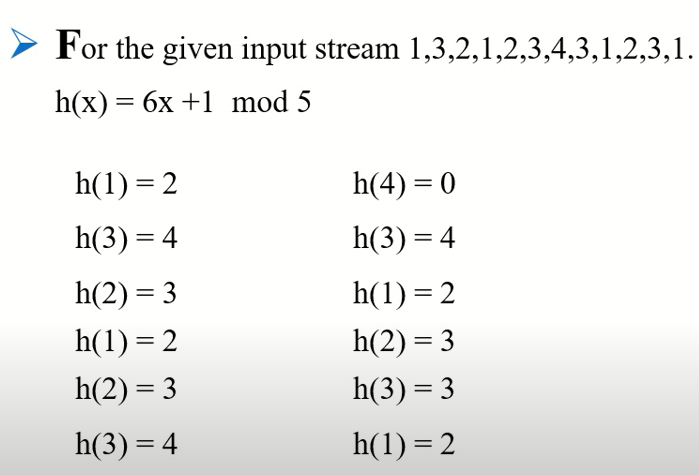 For the given input stream 1,3,2,1,2,3,4,3,1,2,3,1.
h(x) = 6x +1 mod 5
h(1) = 2
h(3) = 4
h(2) = 3
h(1) = 2
h(2) = 3
h(3) = 4
h(4) = 0
h(3) = 4
h(1) = 2
h(2) = 3
h(3) = 3
h(1) = 2